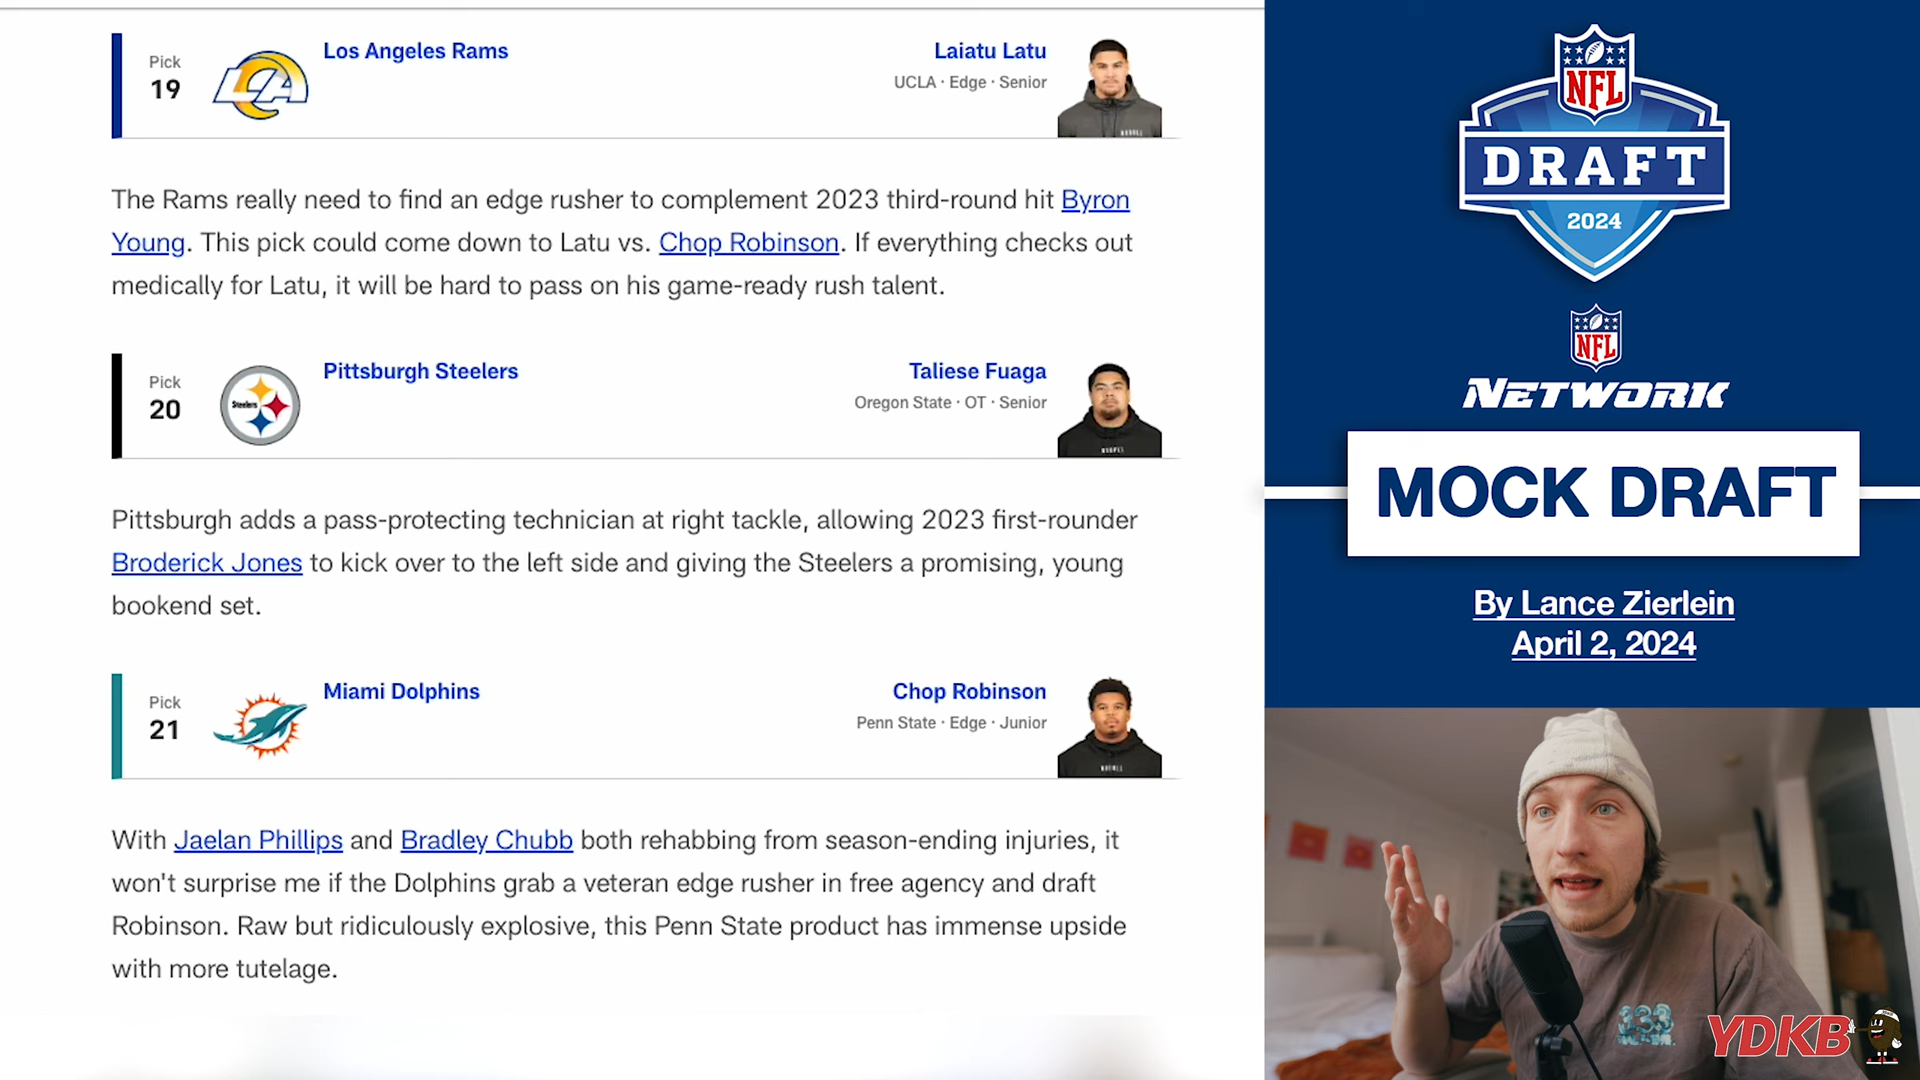 Pick
19
Los Angeles Rams
Laiatu Latu
UCLA · Edge · Senior
The Rams really need to find an edge rusher to complement 2023 third-round hit Byron
Young. This pick could come down to Latu vs. Chop Robinson. If everything checks out
medically for Latu, it will be hard to pass on his game-ready rush talent.
Pick
20
Steelers
Pittsburgh Steelers
Taliese Fuaga
Oregon State · OT · Senior
Pittsburgh adds a pass-protecting technician at right tackle, allowing 2023 first-rounder
Broderick Jones to kick over to the left side and giving the Steelers a promising, young
bookend set.
Pick
21
Miami Dolphins
Chop Robinson
Penn State · Edge · Junior
With Jaelan Phillips and Bradley Chubb both rehabbing from season-ending injuries, it
won't surprise me if the Dolphins grab a veteran edge rusher in free agency and draft
Robinson. Raw but ridiculously explosive, this Penn State product has immense upside
with more tutelage.
NFL
DRAFT
2024
NFL
NETWORK
MOCK DRAFT
By Lance Zierlein
April 2, 2024
YDKB